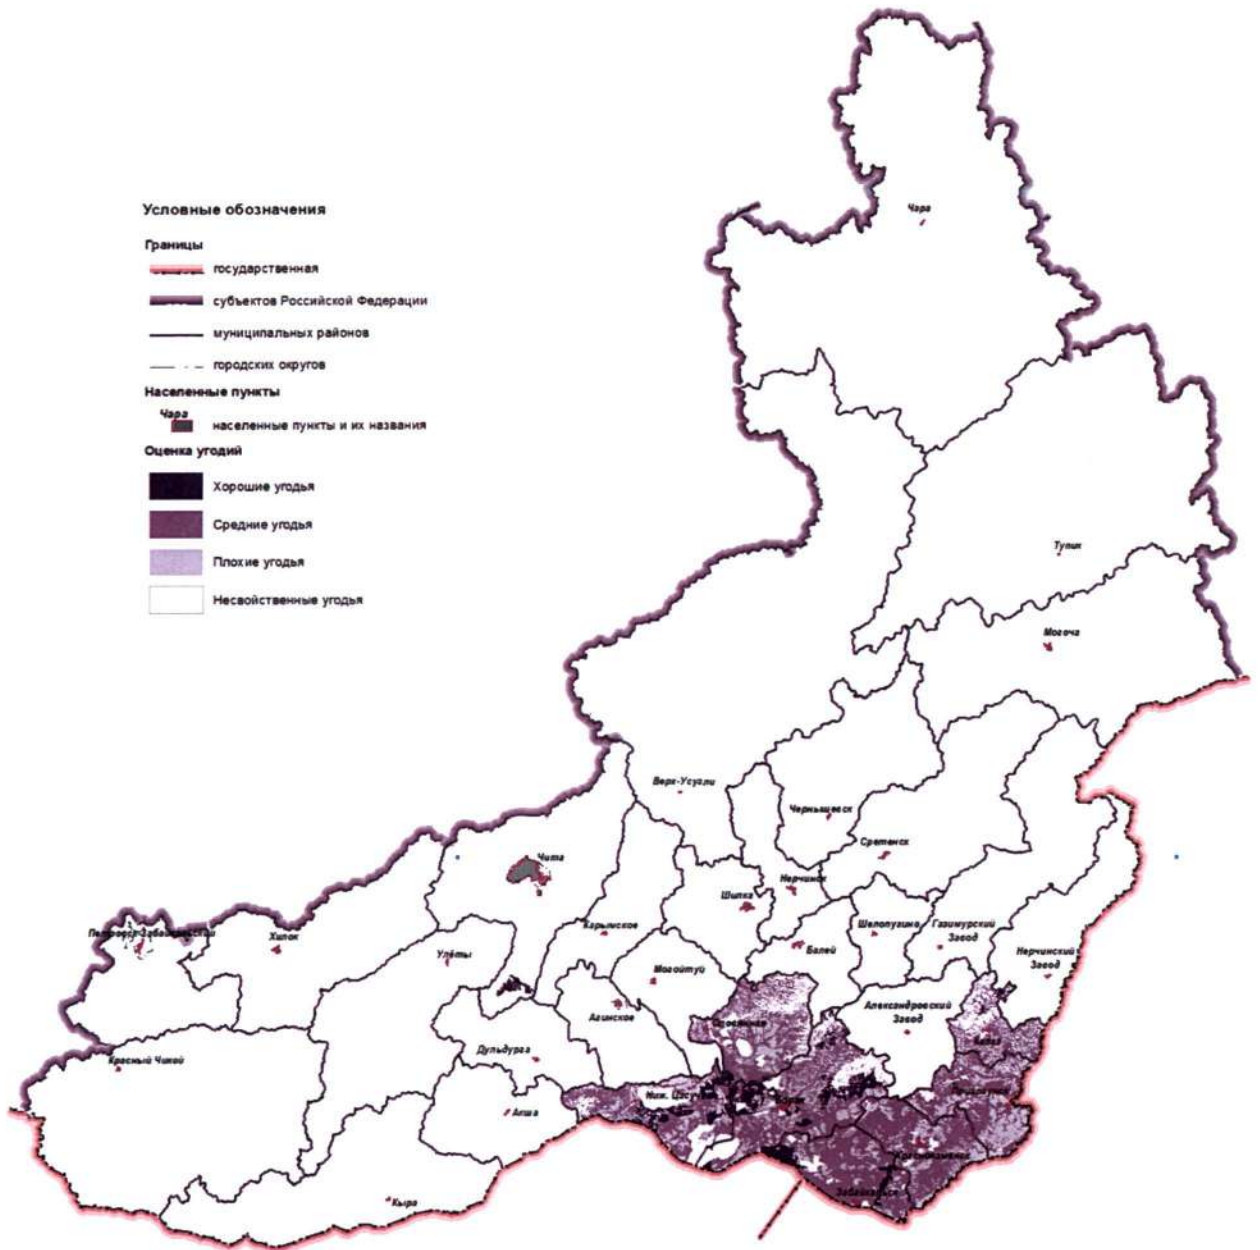 Условные обозначения
Границы
государственная
субъектов Российской Федерации
муниципальных районов
городских округов
Населенные пункты
Чара
населенные пункты и их названия
Оценка угодий
Хорошие угодья
Средние угодья
Плохие угодья
Несвойственные угодья
Чара
Тупик
Могоча
Верх-Усугли
Чернышевск
Сретенск
Чита
Нерчинск
Шилка
Петровск-Забайкальский
Хилок
Улёты
Карымское
Балей
Шелопугино
Газимурский
Завод
Нерчинский
Завод
Могойтуй
Агинское
Александровский
Завод
Оловянная
Красный Чикой
Дульдурга
Акша
Кыра
Ниж. Цасучей
Борзя
Краснокаменск
Забайкальск